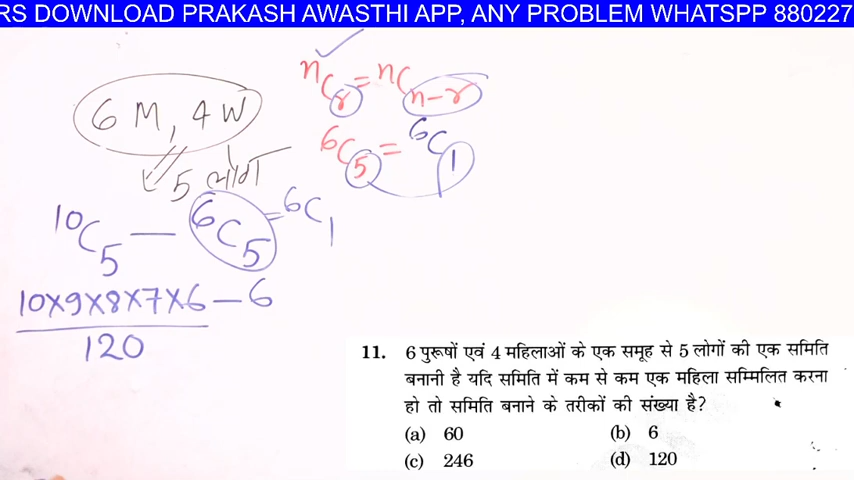 RS DOWNLOAD PRAKASH AWASTHI APP, ANY PROBLEM WHATSPP 880227
6 M, 4 W
5 लोग
nCr = nCn-r
6C5 = 6C1
10C5 — 6C5 = 6C1
10×9×8×7×6 — 6
120
11. 6 पुरूषों एवं 4 महिलाओं के एक समूह से 5 लोगों की एक समिति
बनानी है यदि समिति में कम से कम एक महिला सम्मिलित करना
हो तो समिति बनाने के तरीकों की संख्या है?
(a) 60 (b) 6
(c) 246 (d) 120